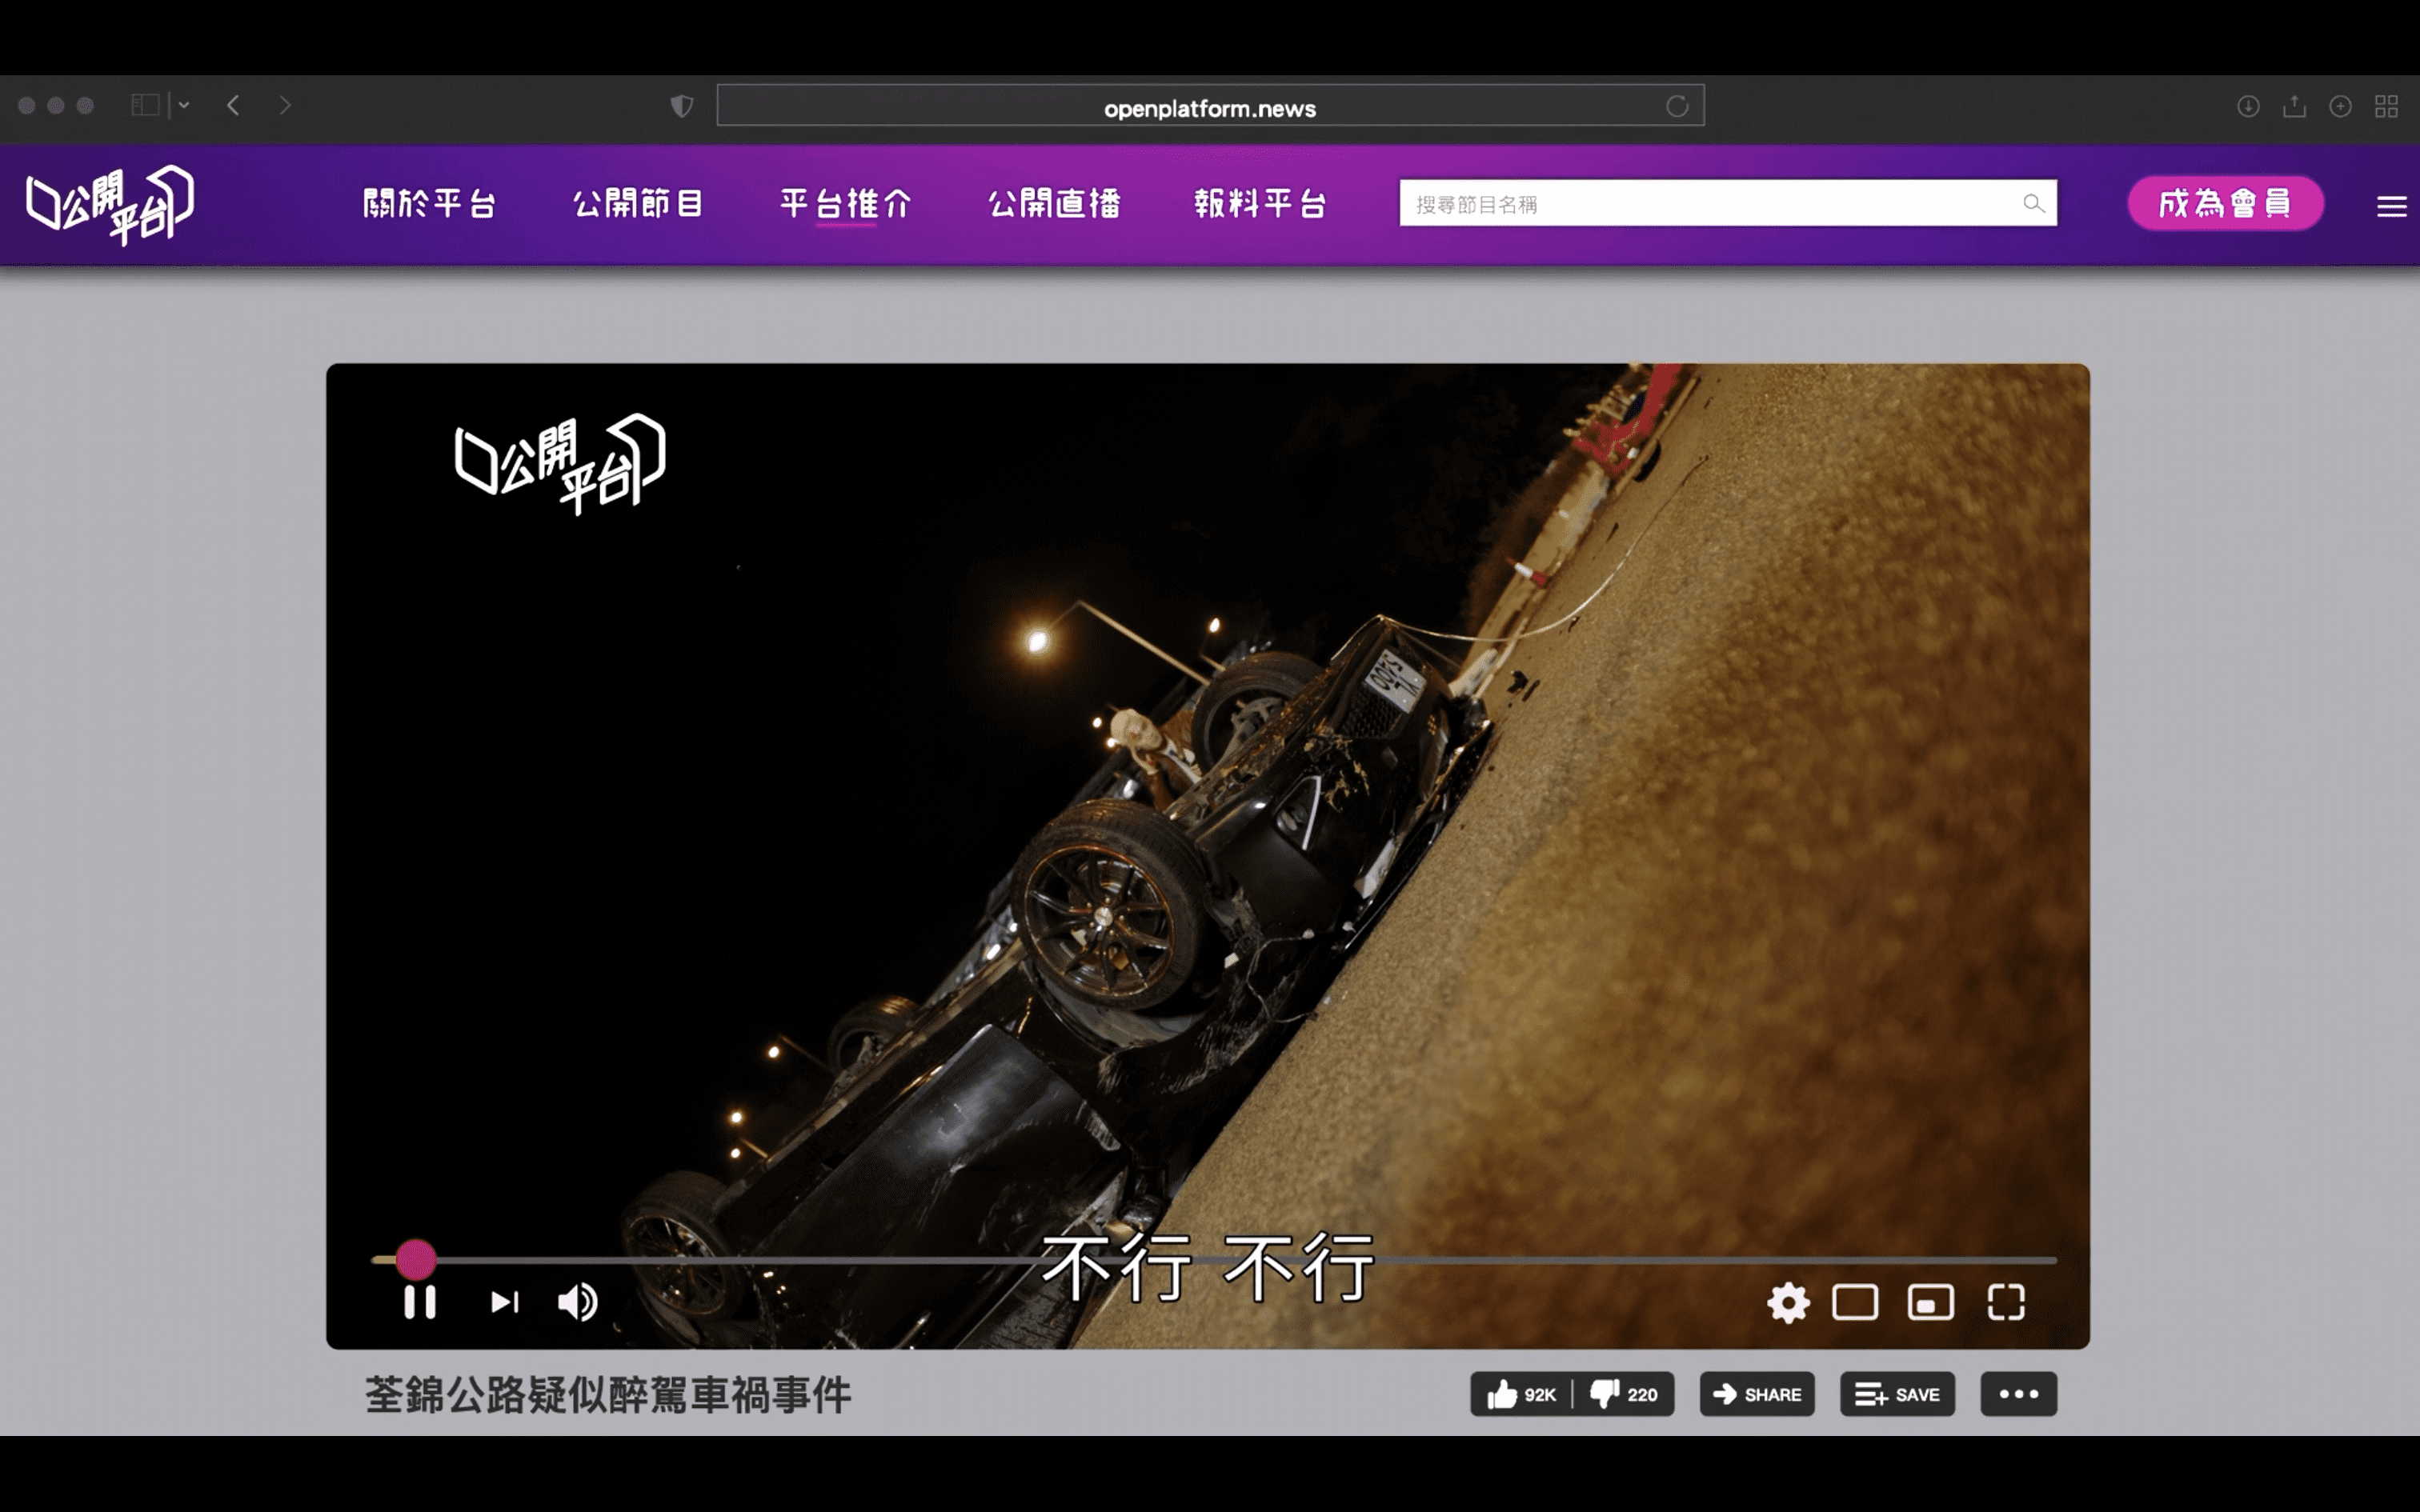 openplatform.news
公開平台
關於平台
公開節目
平台推介
公開直播
報料平台
搜尋節目名稱
成為會員
公開平台
不行 不行
荃錦公路疑似醉駕車禍事件
92K
220
SHARE
SAVE